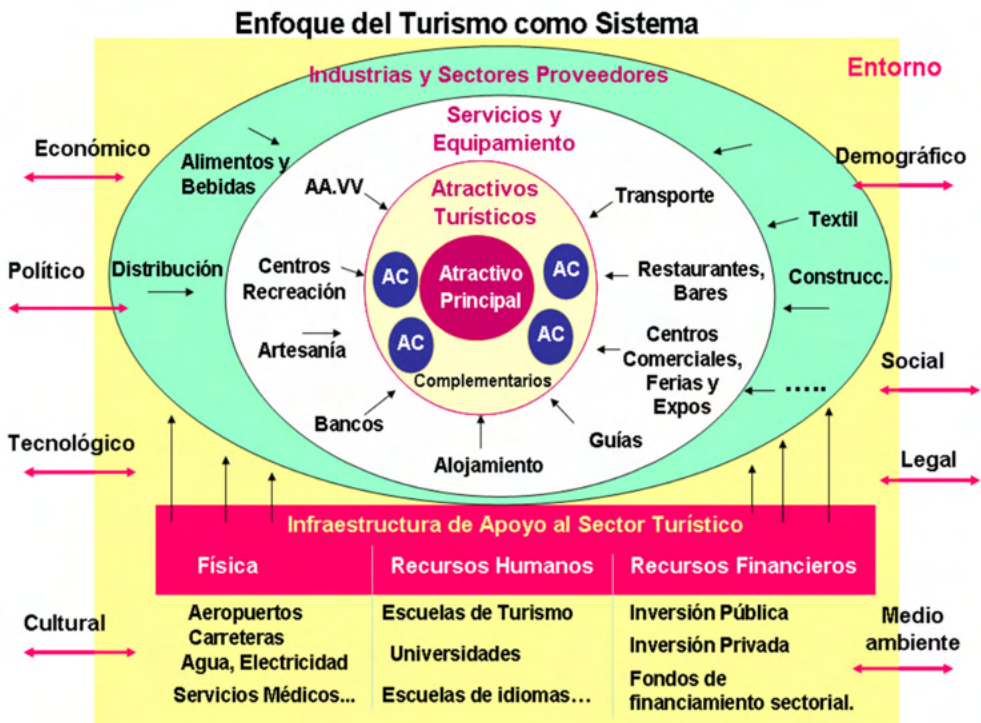 Enfoque del Turismo como Sistema
Industrias y Sectores Proveedores
Entorno
Servicios y
Equipamiento
Económico
Alimentos y
Bebidas
Demográfico
AA.VV
Atractivos
Turísticos
Transporte
Textil
Político
Distribución
Centros
Recreación
AC
Atractivo
Principal
AC
Restaurantes,
Bares
Construcc.
Artesanía
AC
AC
Centros
Comerciales,
Ferias y
Expos
Complementarios
Social
.....
Bancos
Guías
Tecnológico
Alojamiento
Legal
Infraestructura de Apoyo al Sector Turístico
Física
Recursos Humanos
Recursos Financieros
Cultural
Aeropuertos
Carreteras
Agua, Electricidad
Servicios Médicos...
Escuelas de Turismo
Universidades
Escuelas de idiomas...
Inversión Pública
Inversión Privada
Fondos de
financiamiento sectorial.
Medio
ambiente